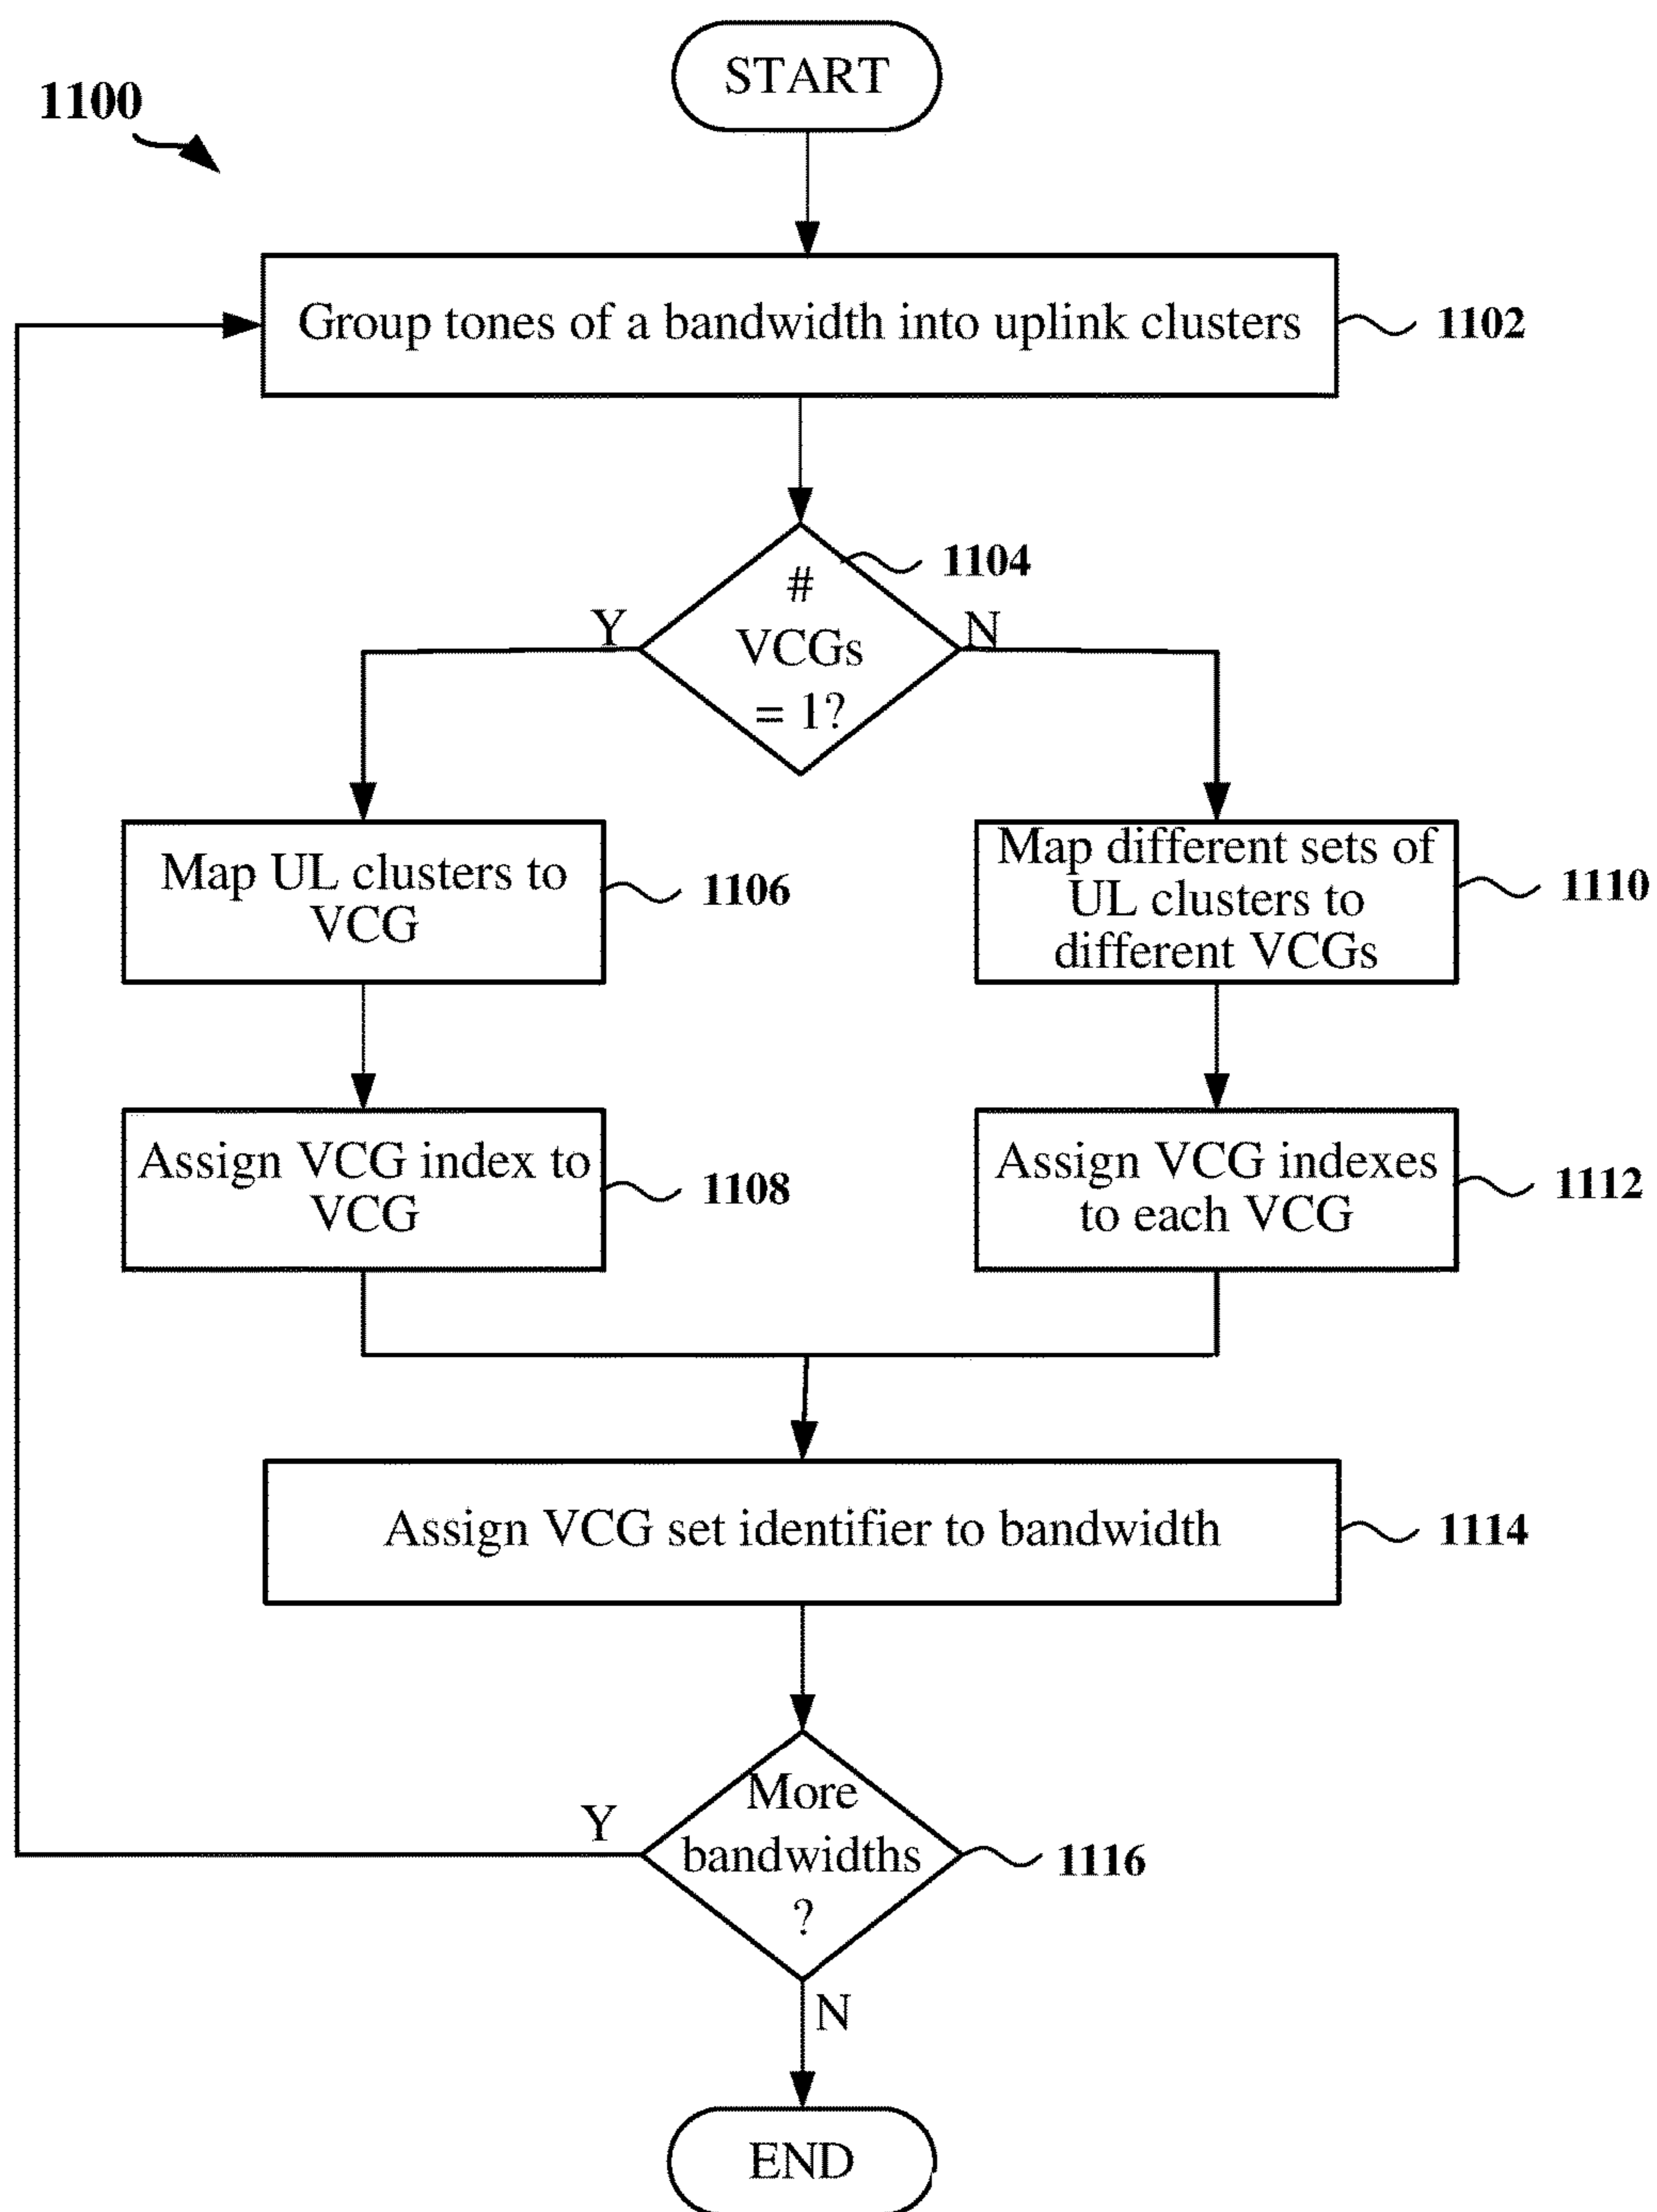 START
1100
Group tones of a bandwidth into uplink clusters
1102
1104
#
VCGs
= 1?
Y
N
Map UL clusters to
VCG
1106
Map different sets of
UL clusters to
different VCGs
1110
Assign VCG index to
VCG
1108
Assign VCG indexes
to each VCG
1112
Assign VCG set identifier to bandwidth
1114
More
bandwidths
?
Y
1116
N
END